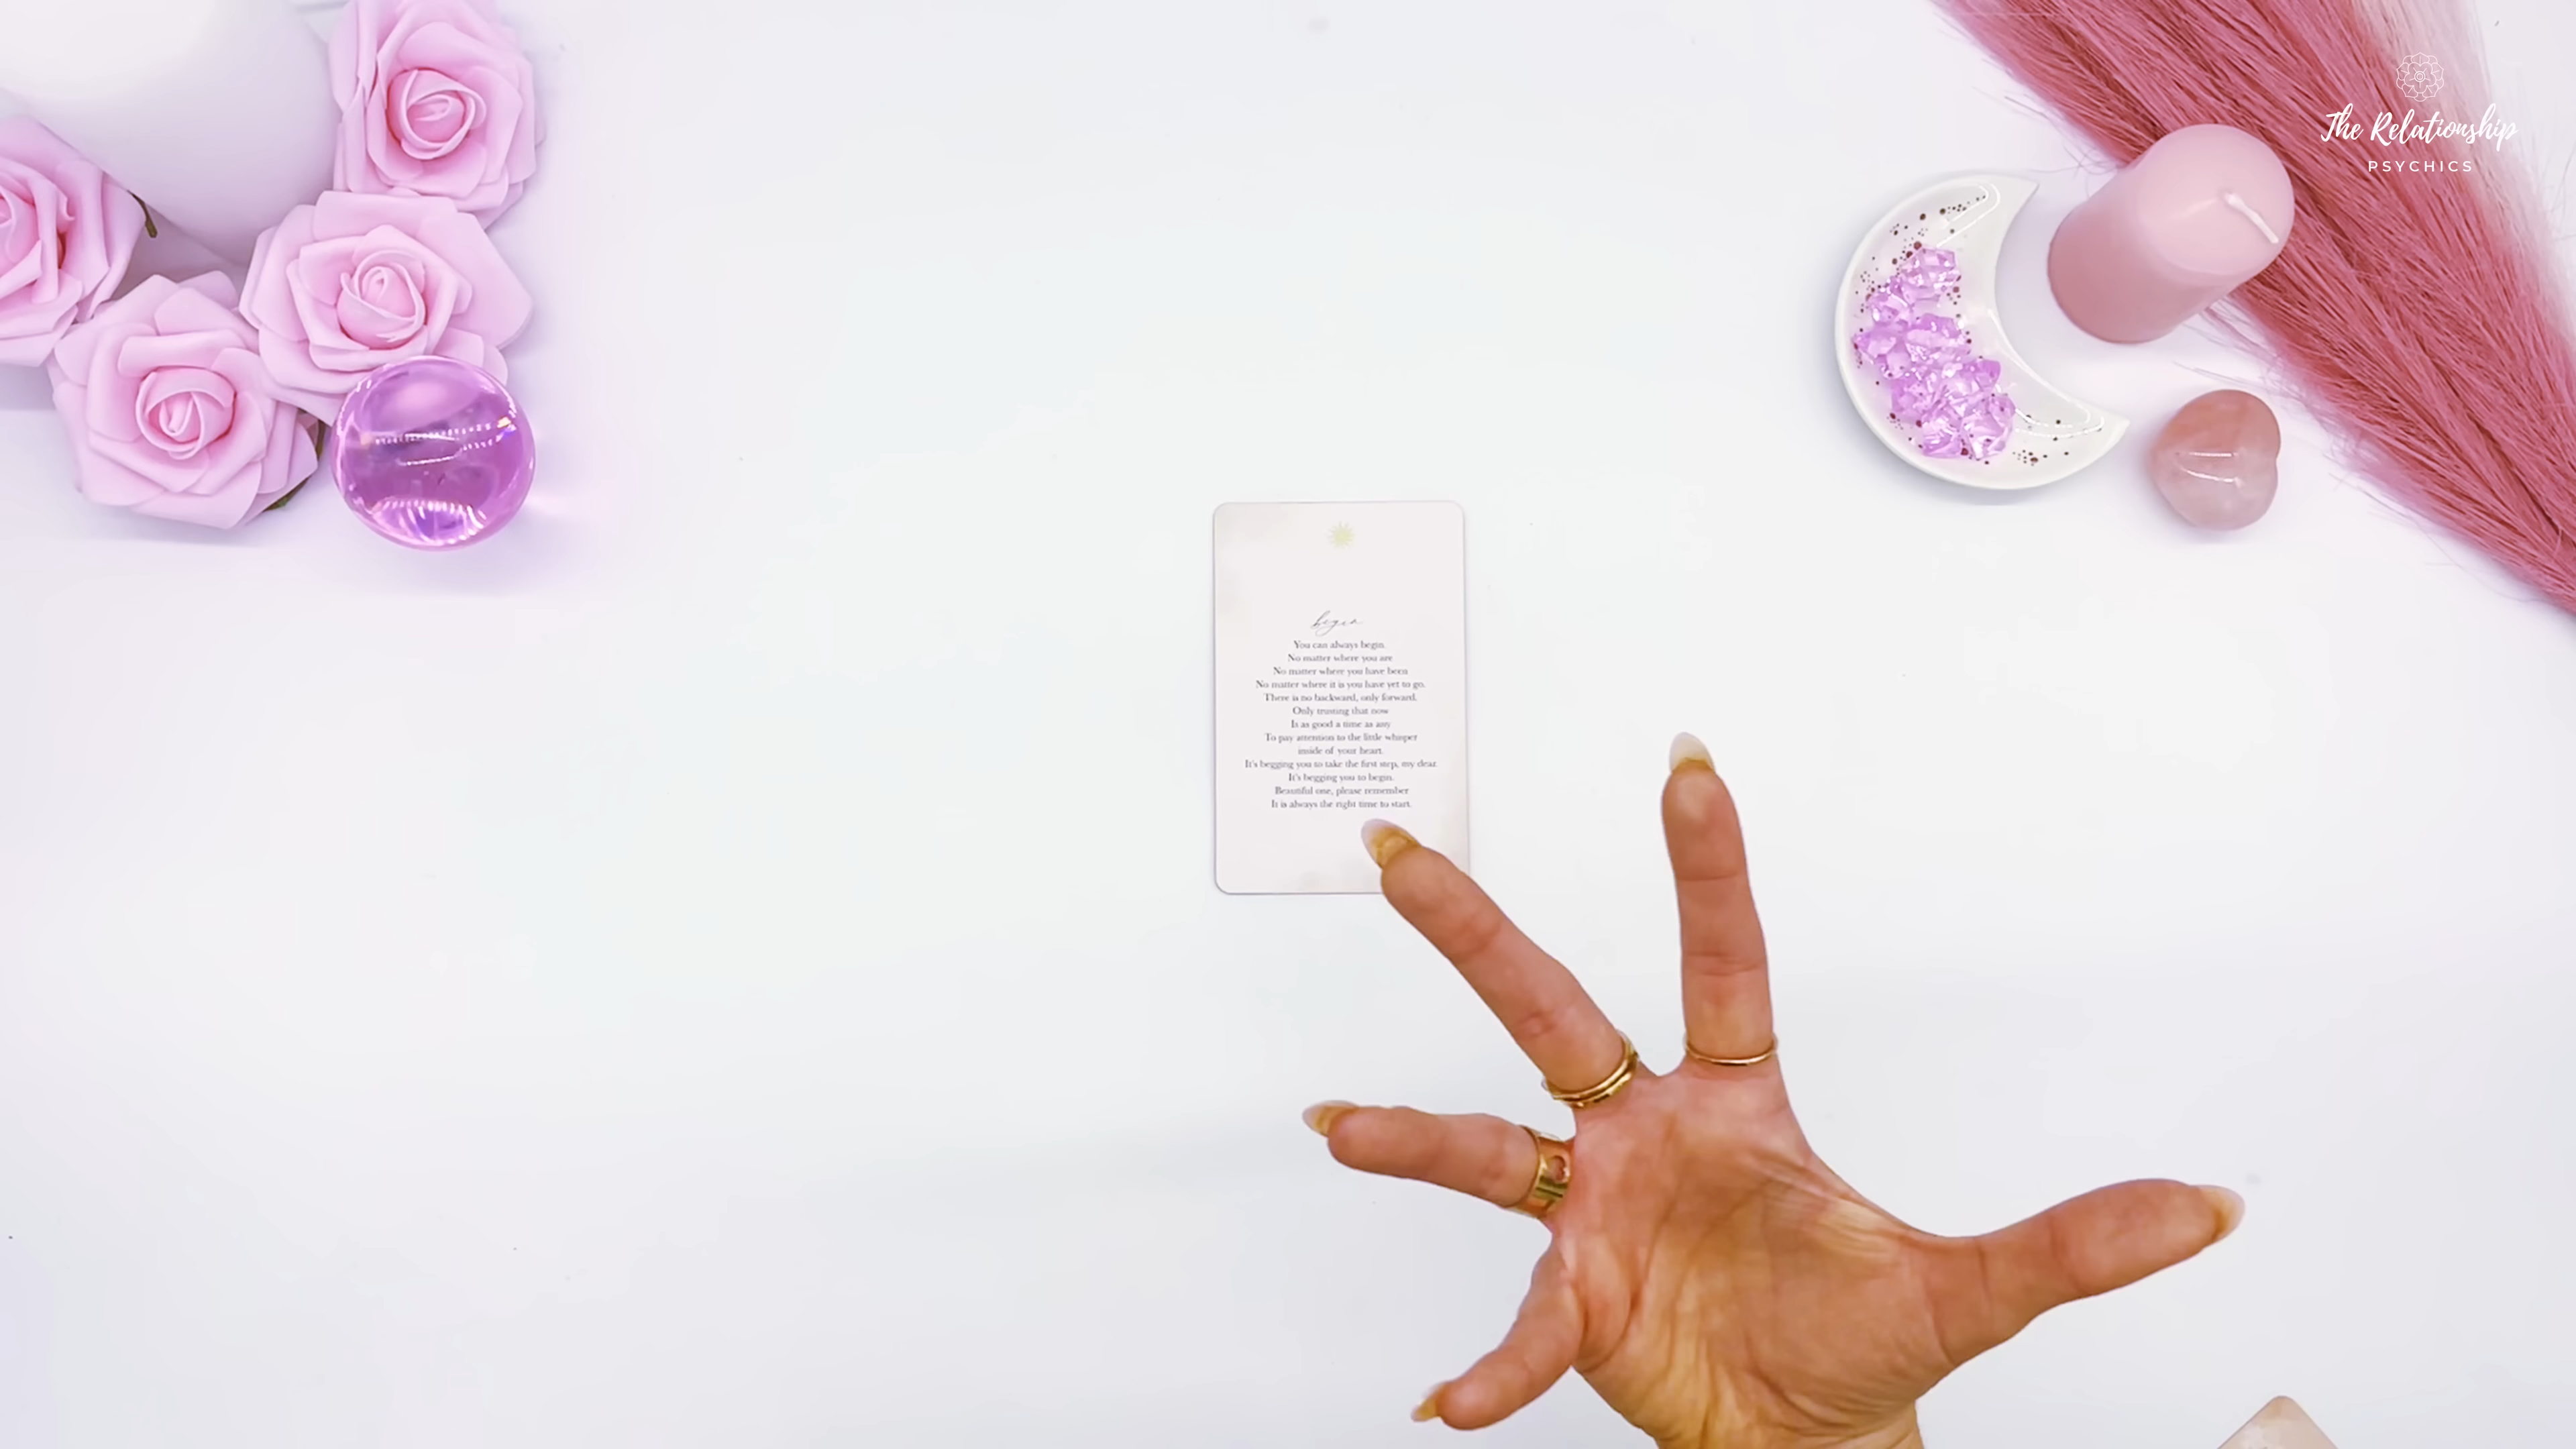 The Relationship
PSYCHICS
begin
You can always begin.
No matter where you are
No matter where you have been
No matter where it is you have yet to go.
There is no backward, only forward.
Only trusting that now
Is as good a time as any
To pay attention to the little whisper
inside of your heart.
It's begging you to take the first step, my dear.
It's begging you to begin.
Beautiful one, please remember
It is always the right time to start.